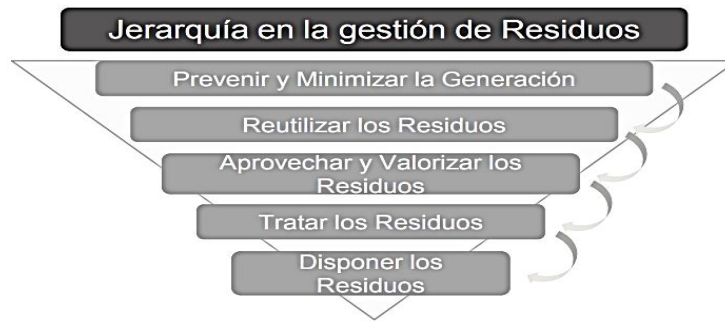 Jerarquía en la gestión de Residuos
Prevenir y Minimizar la Generación
Reutilizar los Residuos
Aprovechar y Valorizar los
Residuos
Tratar los Residuos
Disponer los
Residuos